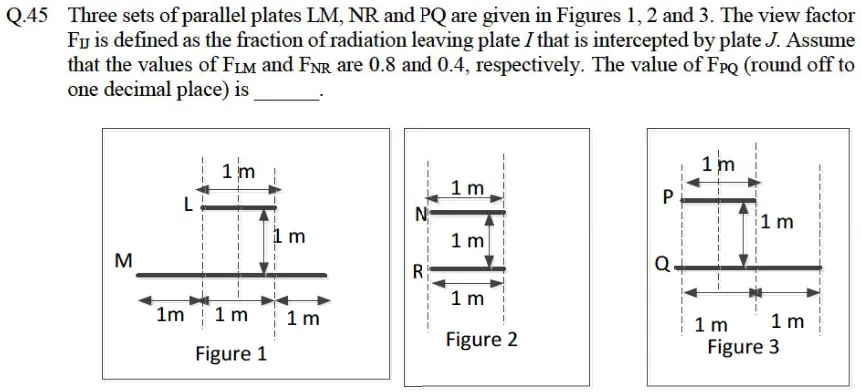 Q.45 Three sets of parallel plates LM, NR and PQ are given in Figures 1, 2 and 3. The view factor
FIJ is defined as the fraction of radiation leaving plate I that is intercepted by plate J. Assume
that the values of FLM and FNR are 0.8 and 0.4, respectively. The value of FPQ (round off to
one decimal place) is ______.
1 m
L
1 m
M
1m 1 m 1 m
Figure 1
1 m
N
1 m
R
1 m
Figure 2
1 m
P
1 m
Q
1 m 1 m
Figure 3